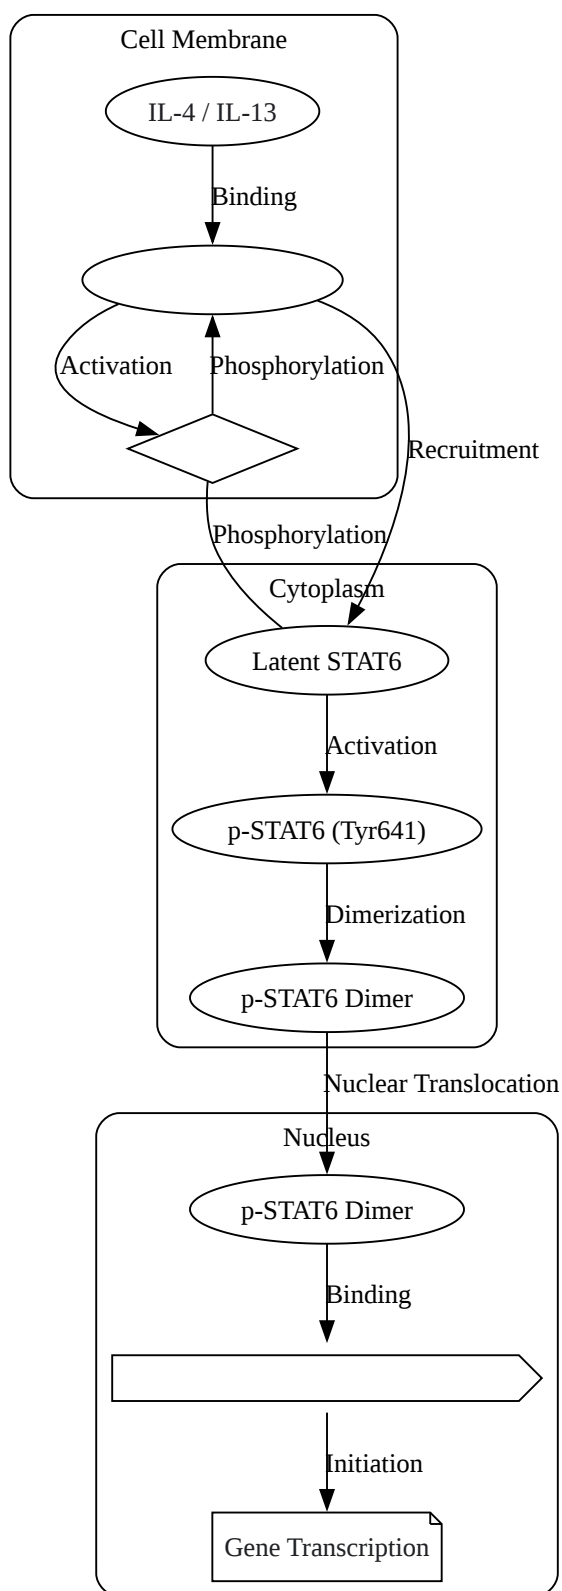 Cell Membrane
IL-4 / IL-13
Binding
Activation
Phosphorylation
Recruitment
Phosphorylation
Cytoplasm
Latent STAT6
Activation
p-STAT6 (Tyr641)
Dimerization
p-STAT6 Dimer
Nuclear Translocation
Nucleus
p-STAT6 Dimer
Binding
Initiation
Gene Transcription